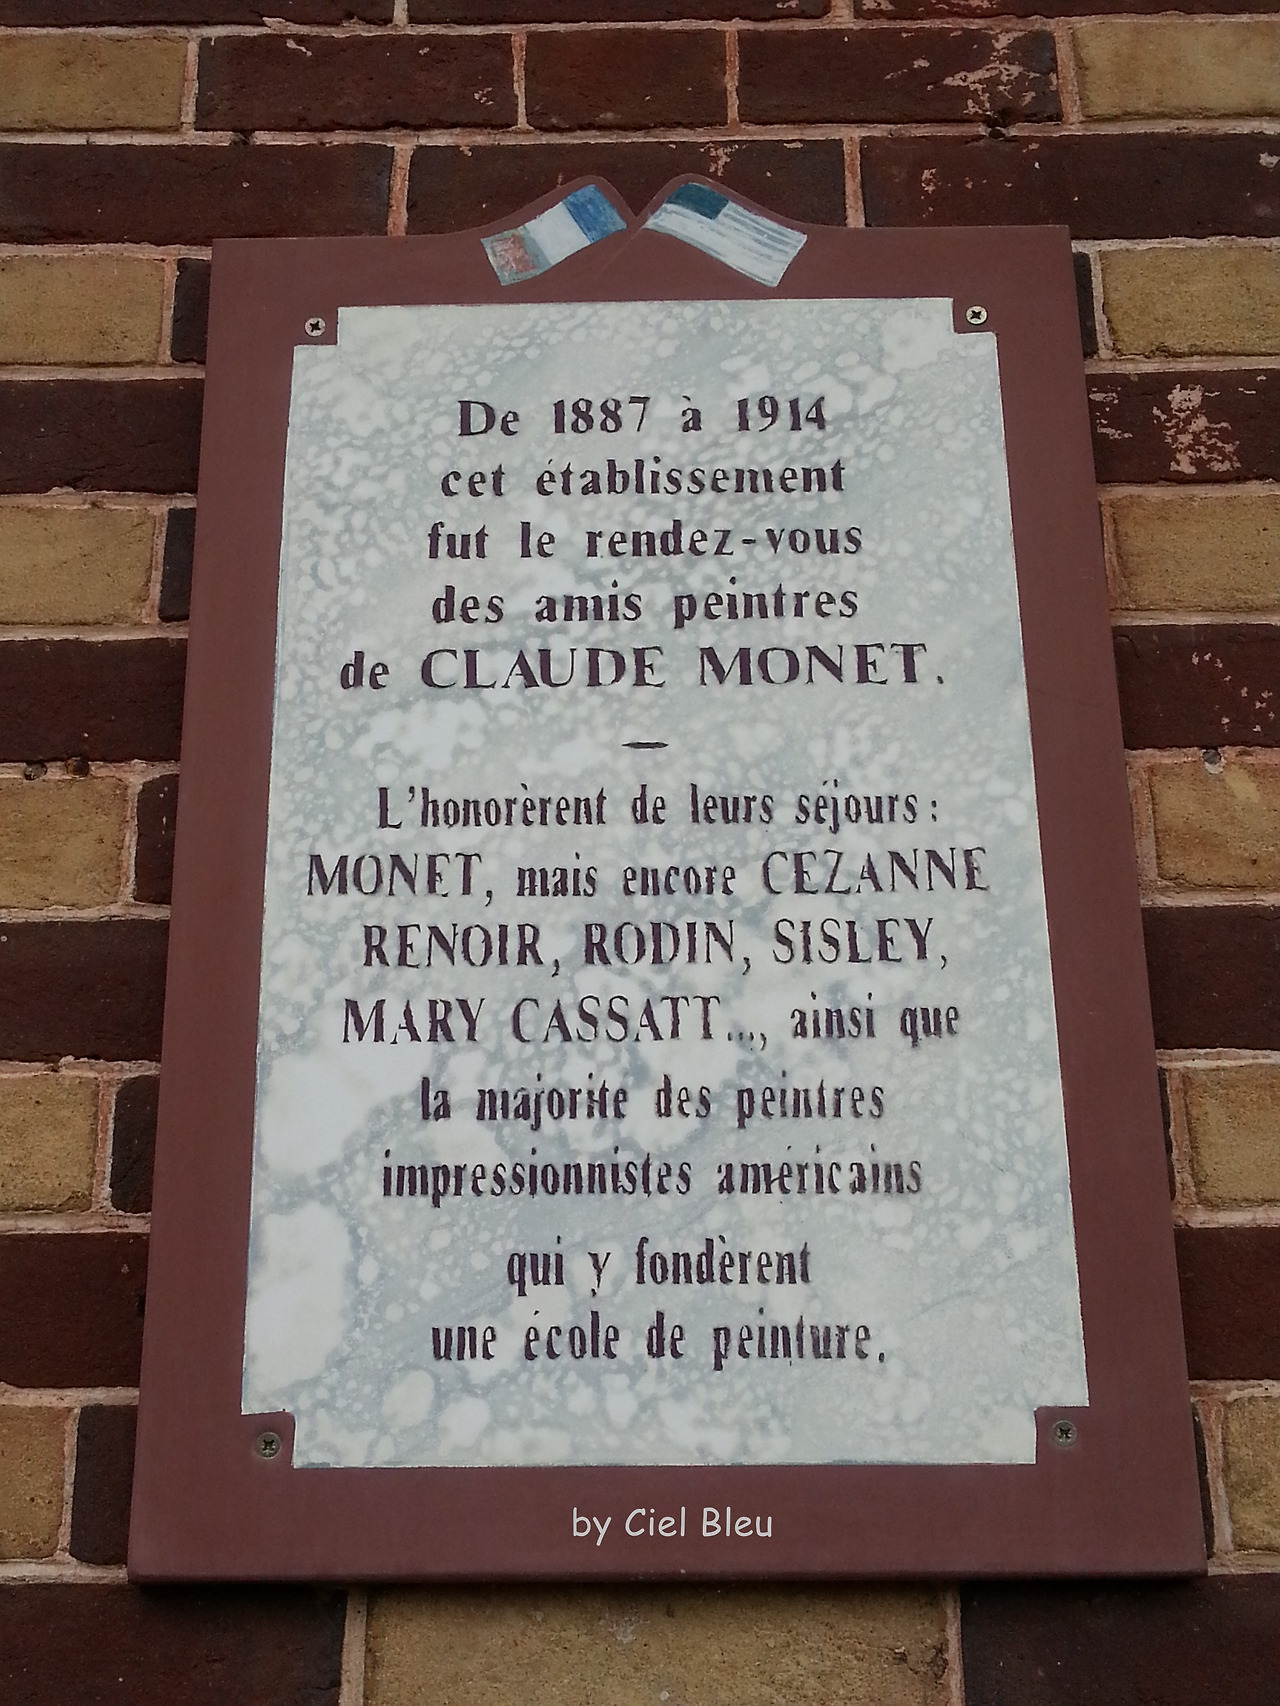 De 1887 à 1914
cet établissement
fut le rendez-vous
des amis peintres
de CLAUDE MONET.
—
L'honorèrent de leurs séjours :
MONET, mais encore CEZANNE
RENOIR, RODIN, SISLEY,
MARY CASSATT..., ainsi que
la majorité des peintres
impressionnistes américains
qui y fondèrent
une école de peinture.
by Ciel Bleu